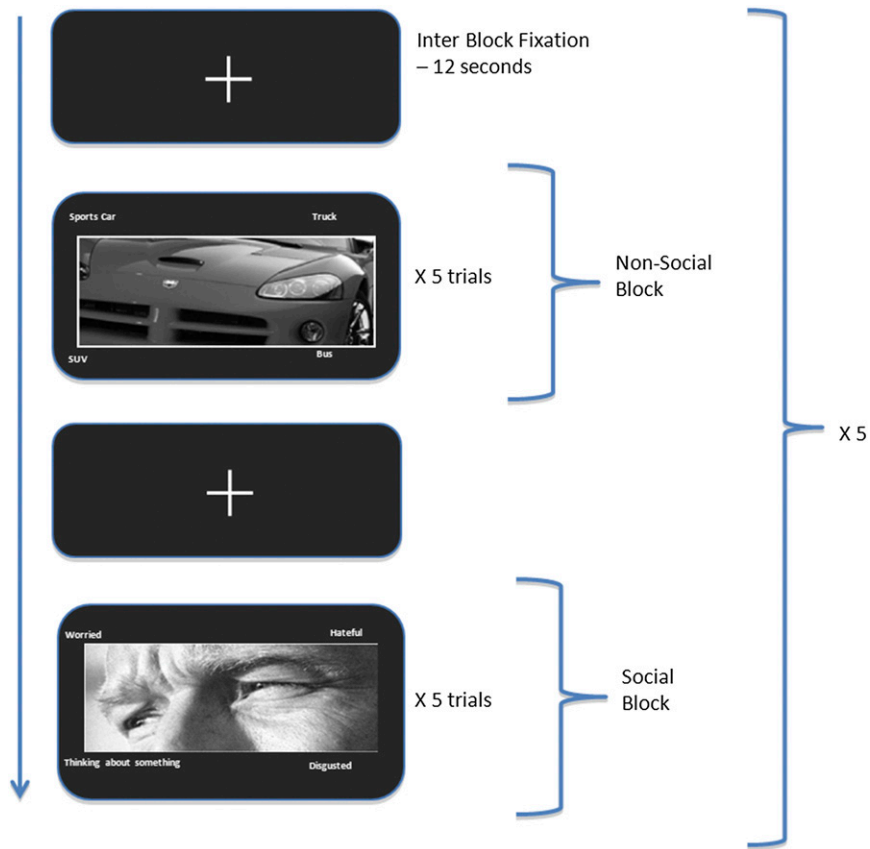 Inter Block Fixation
– 12 seconds
Sports Car
Truck
X 5 trials
Non-Social
Block
SUV
Bus
X 5
Worried
Hateful
X 5 trials
Social
Block
Thinking about something
Disgusted